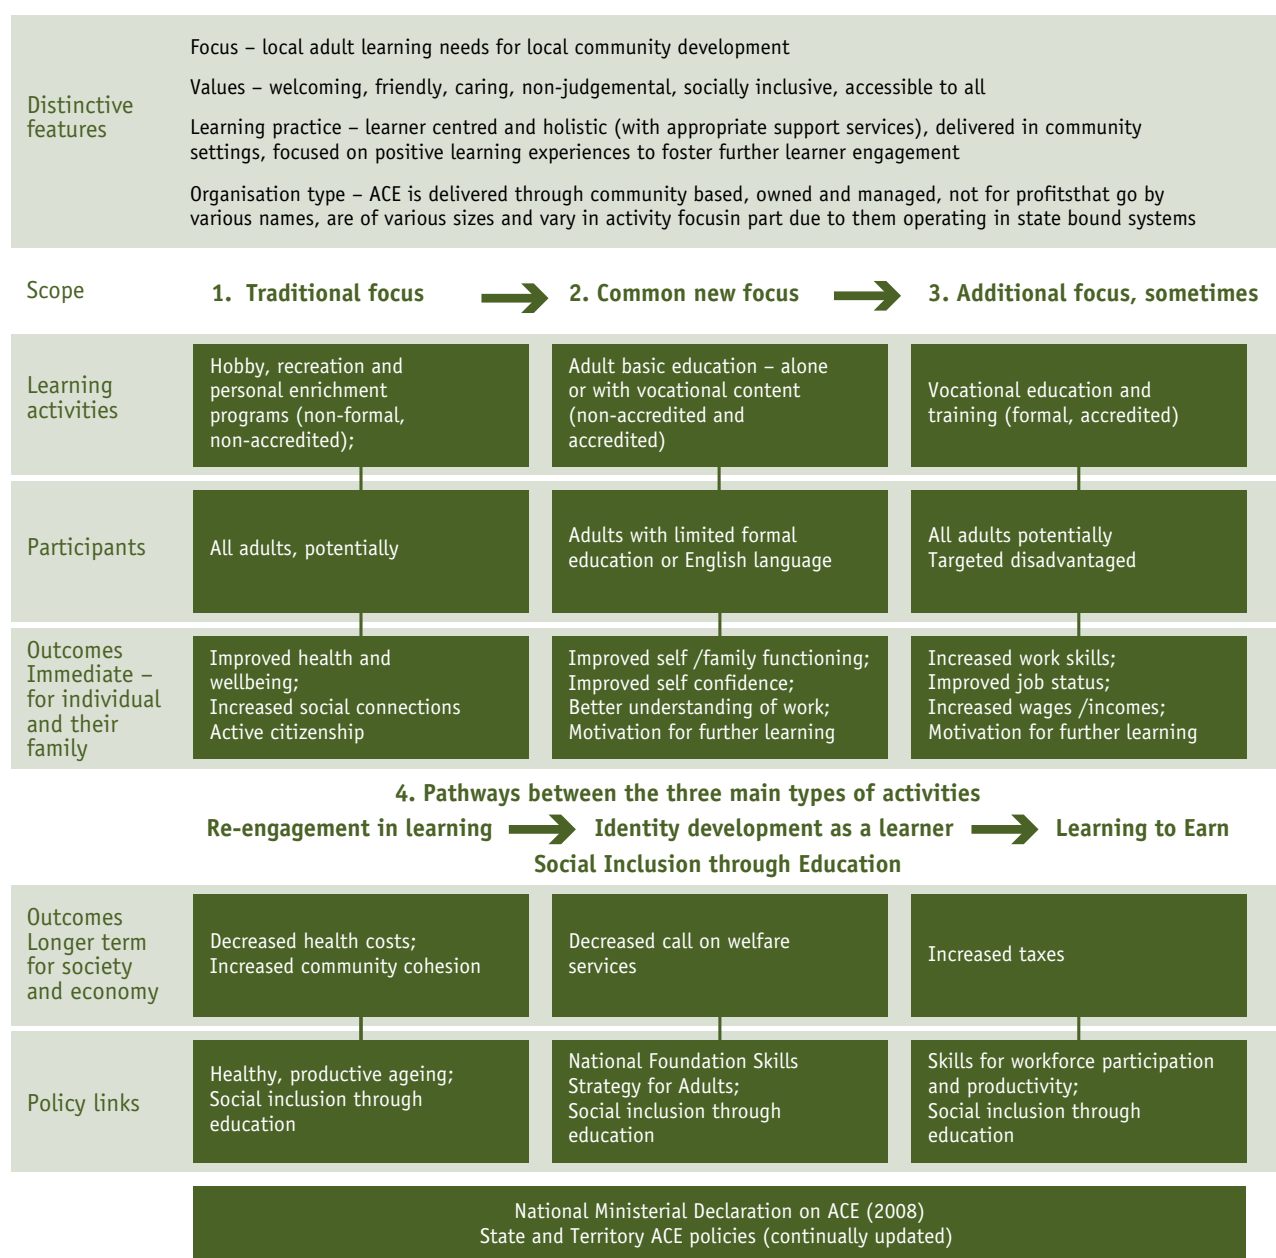 Distinctive
features
Focus – local adult learning needs for local community development
Values – welcoming, friendly, caring, non-judgemental, socially inclusive, accessible to all
Learning practice – learner centred and holistic (with appropriate support services), delivered in community
settings, focused on positive learning experiences to foster further learner engagement
Organisation type – ACE is delivered through community based, owned and managed, not for profitsthat go by
various names, are of various sizes and vary in activity focusin part due to them operating in state bound systems
Scope
1. Traditional focus
2. Common new focus
3. Additional focus, sometimes
Learning
activities
Hobby, recreation and
personal enrichment
programs (non-formal,
non-accredited);
Adult basic education – alone
or with vocational content
(non-accredited and
accredited)
Vocational education and
training (formal, accredited)
Participants
All adults, potentially
Adults with limited formal
education or English language
All adults potentially
Targeted disadvantaged
Outcomes
Immediate –
for individual
and their
family
Improved health and
wellbeing;
Increased social connections
Active citizenship
Improved self /family functioning;
Improved self confidence;
Better understanding of work;
Motivation for further learning
Increased work skills;
Improved job status;
Increased wages /incomes;
Motivation for further learning
4. Pathways between the three main types of activities
Re-engagement in learning
Identity development as a learner
Learning to Earn
Social Inclusion through Education
Outcomes
Longer term
for society
and economy
Decreased health costs;
Increased community cohesion
Decreased call on welfare
services
Increased taxes
Policy links
Healthy, productive ageing;
Social inclusion through
education
National Foundation Skills
Strategy for Adults;
Social inclusion through
education
Skills for workforce participation
and productivity;
Social inclusion through
education
National Ministerial Declaration on ACE (2008)
State and Territory ACE policies (continually updated)